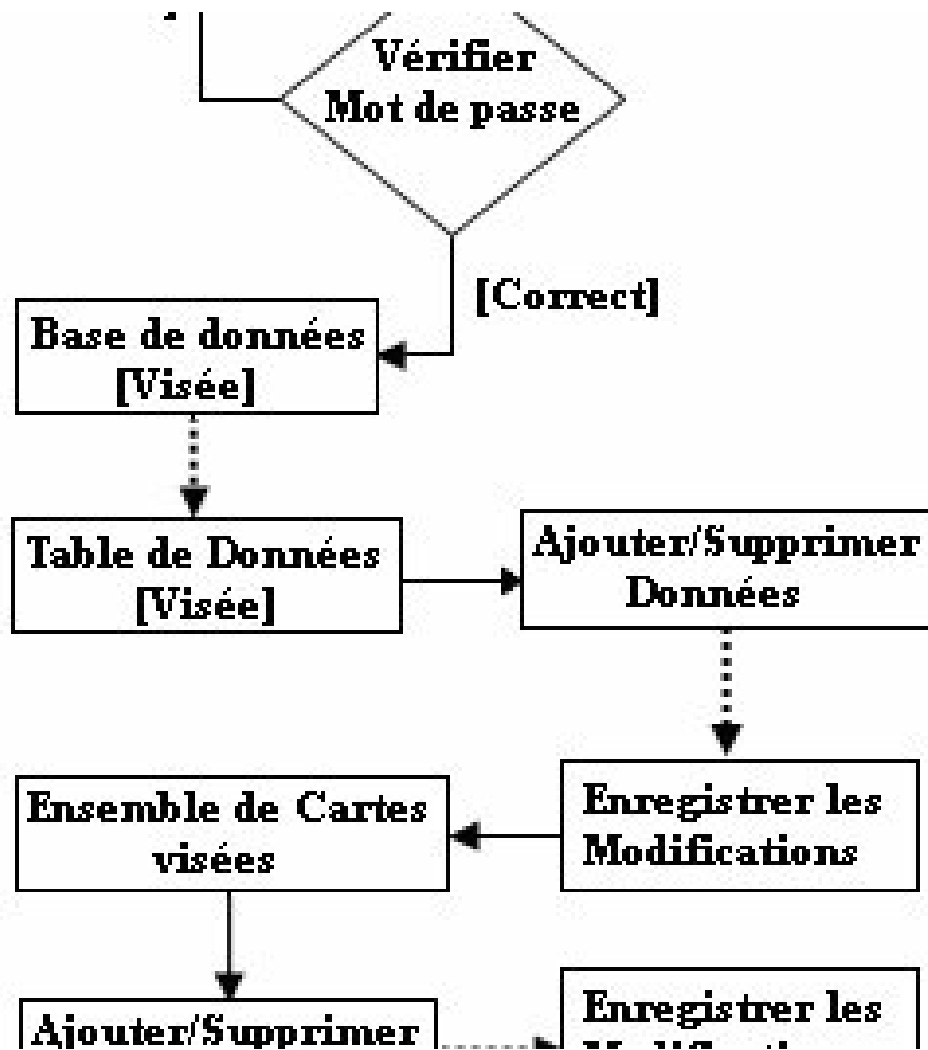 Vérifier
Mot de passe
[Correct]
Base de données
[Visée]
Table de Données
[Visée]
Ajouter/Supprimer
Données
Enregistrer les
Modifications
Ensemble de Cartes
visées
Enregistrer les
Ajouter/Supprimer